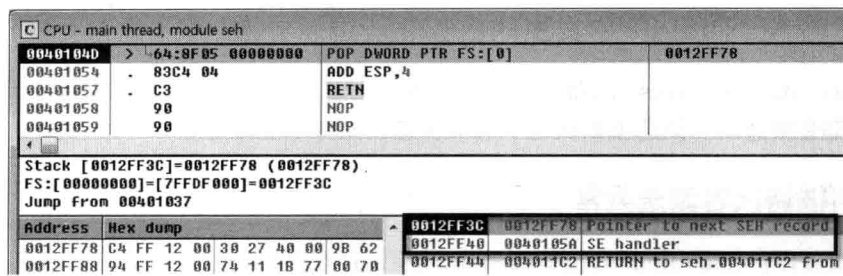 C CPU - main thread, module seh
0040104D > 64:8F05 00000000 POP DWORD PTR FS:[0] 0012FF78
00401054 . 83C4 04 ADD ESP,4
00401057 . C3 RETN
00401058 90 NOP
00401059 90 NOP
Stack [0012FF3C]=0012FF78 (0012FF78)
FS:[00000000]=[7FFDF000]=0012FF3C
Jump from 00401037
Address Hex dump
0012FF3C 0012FF78 Pointer to next SEH record
0012FF78 C4 FF 12 00 30 27 40 00 9B 62
0012FF40 0040105A SE handler
0012FF88 94 FF 12 00 74 11 1B 77 00 70
0012FF44 004011C2 RETURN to seh.004011C2 from